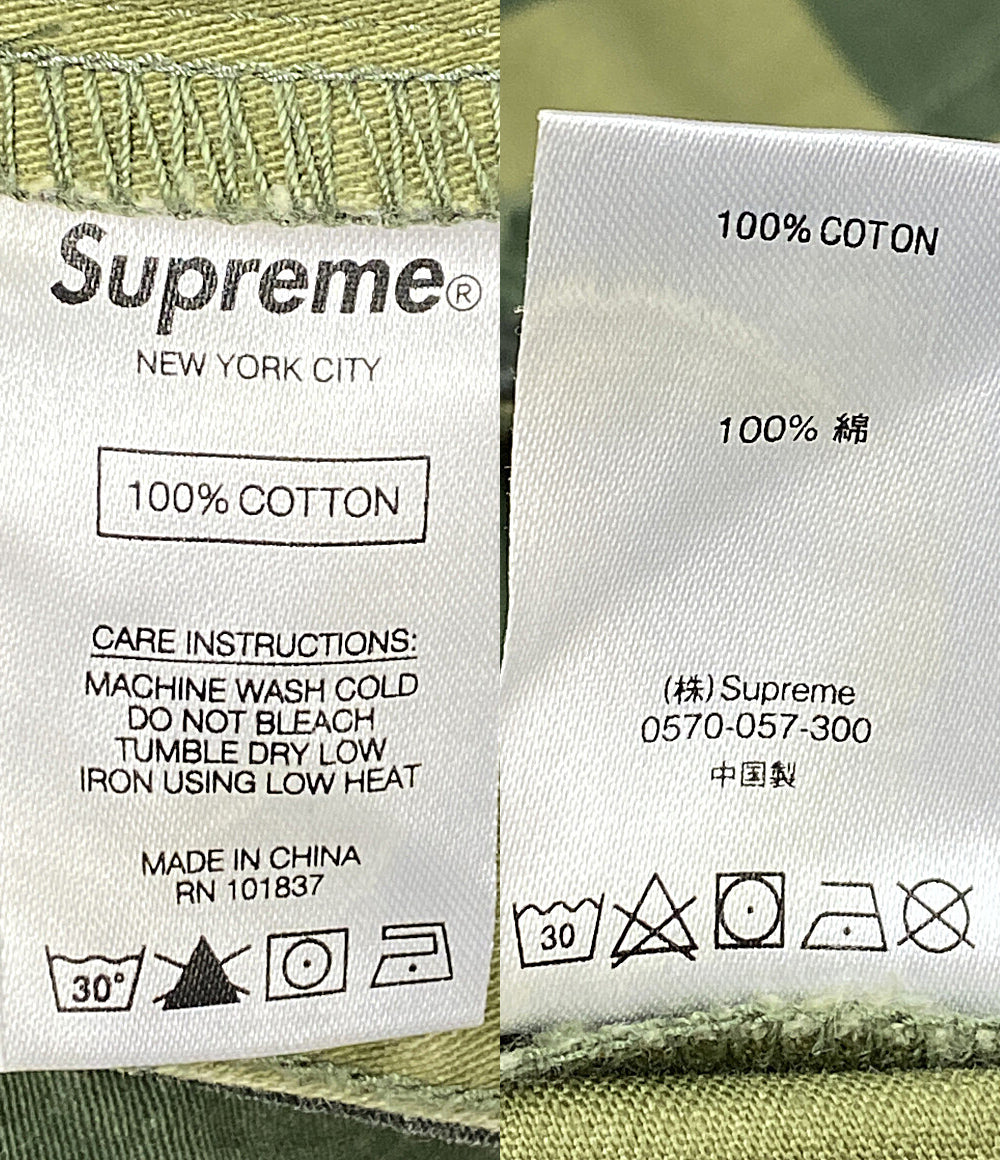 Supreme®
NEW YORK CITY
100% COTTON
CARE INSTRUCTIONS:
MACHINE WASH COLD
DO NOT BLEACH
TUMBLE DRY LOW
IRON USING LOW HEAT
MADE IN CHINA
RN 101837
30°
100% COTON
100% 綿
(株)Supreme
0570-057-300
中国製
30